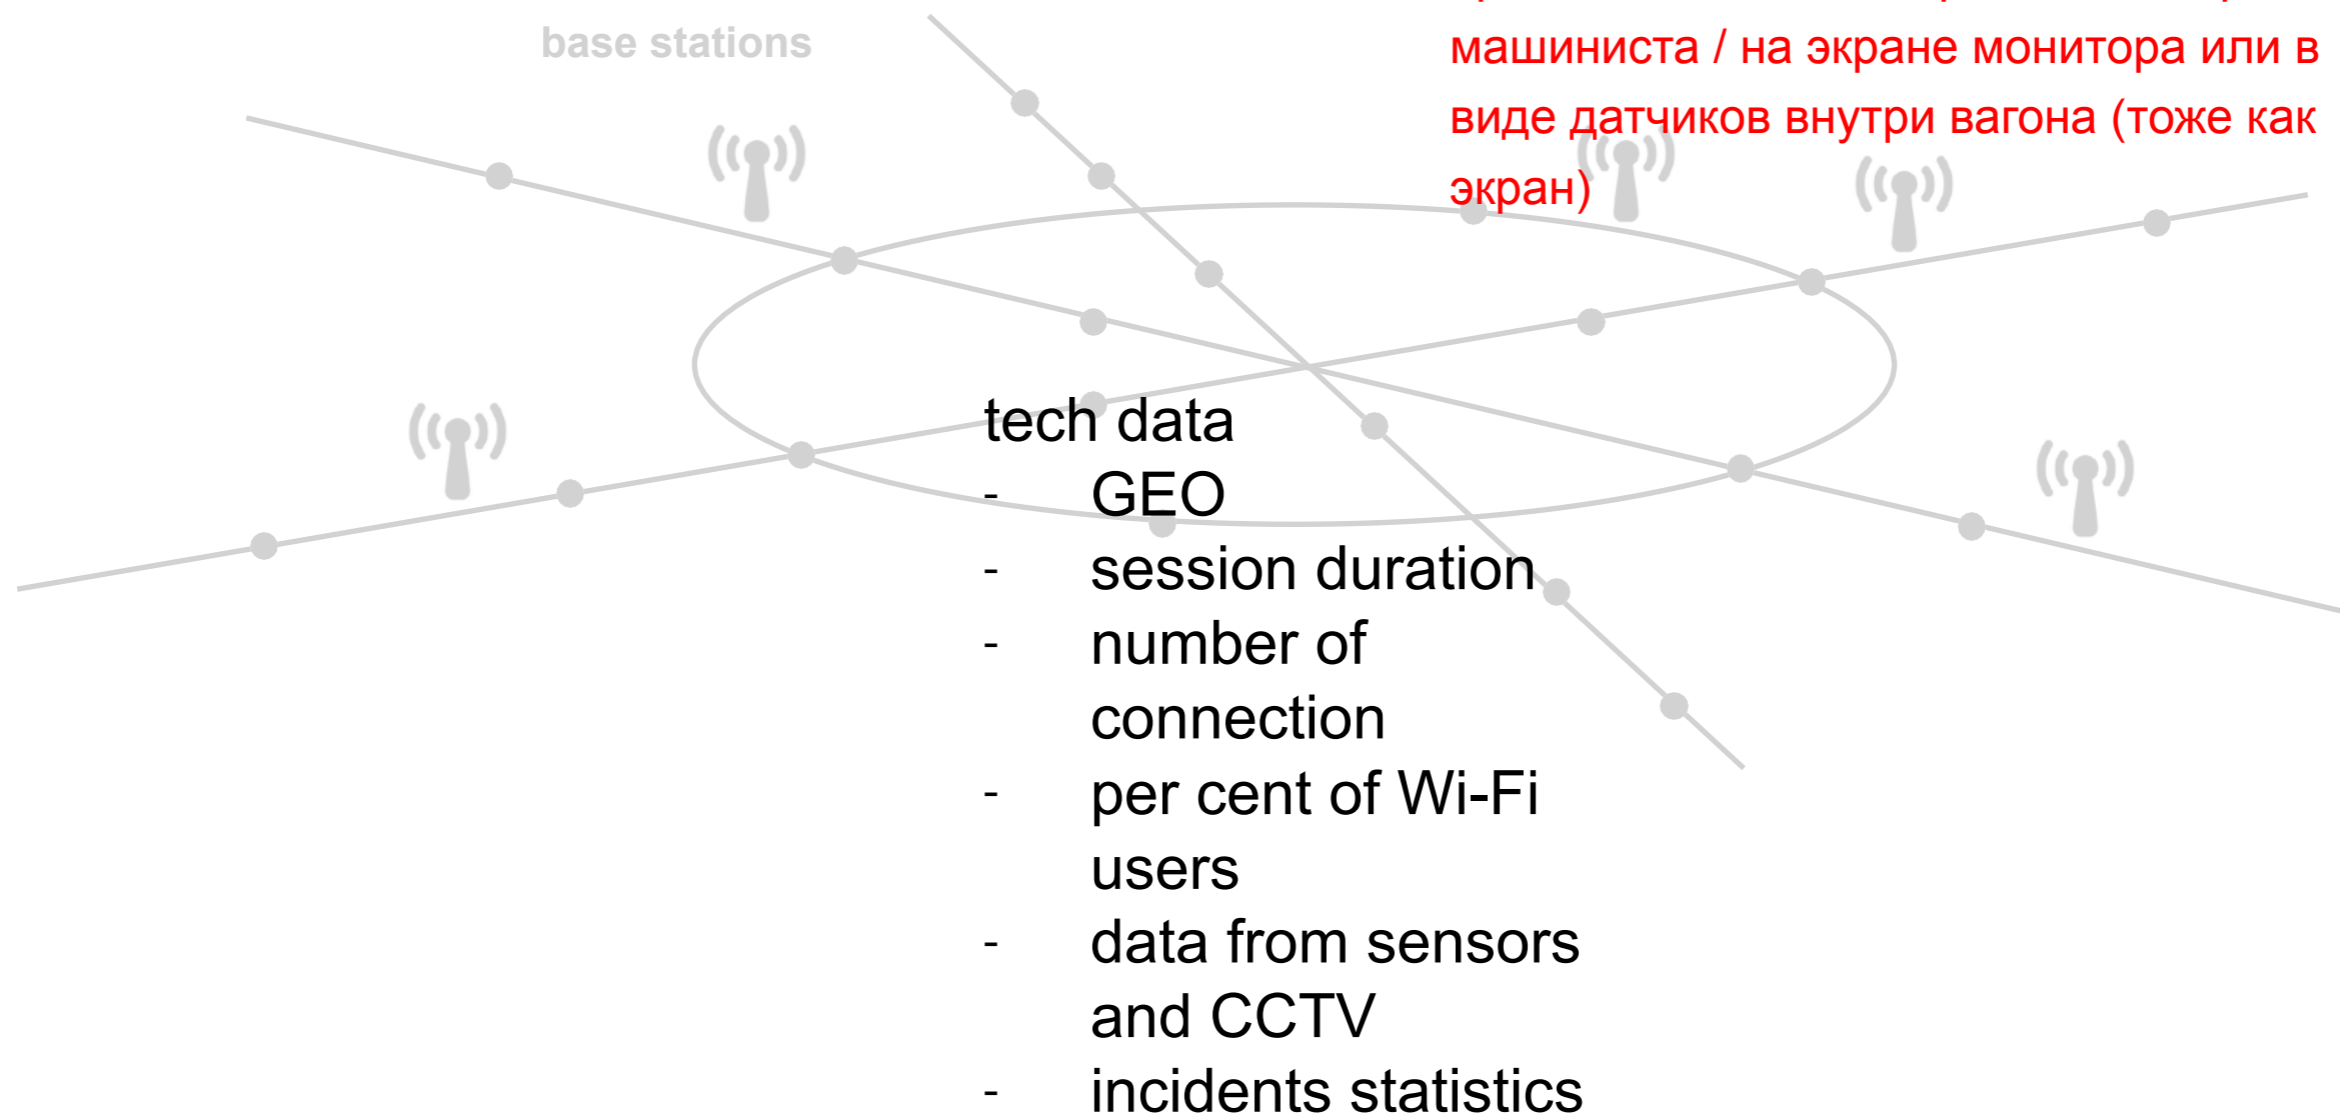 base stations
машиниста / на экране монитора или в
виде датчиков внутри вагона (тоже как
экран)
tech data
- GEO
- session duration
- number of
connection
- per cent of Wi-Fi
users
- data from sensors
and CCTV
- incidents statistics